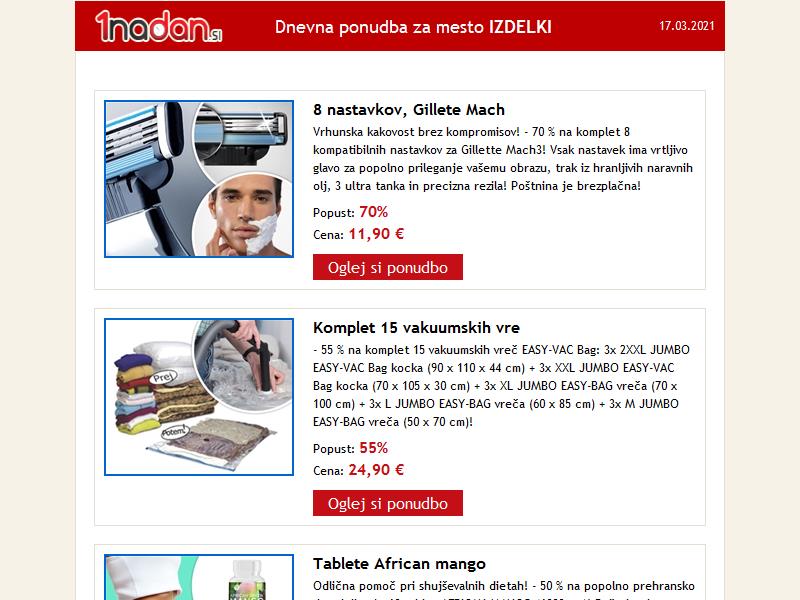 1nadan.si
Dnevna ponudba za mesto IZDELKI
17.03.2021
8 nastavkov, Gillete Mach
Vrhunska kakovost brez kompromisov! - 70 % na komplet 8
kompatibilnih nastavkov za Gillette Mach3! Vsak nastavek ima vrtljivo
glavo za popolno prileganje vašemu obrazu, trak iz hranljivih naravnih
olj, 3 ultra tanka in precizna rezila! Poštnina je brezplačna!
Popust: 70%
Cena: 11,90 €
Oglej si ponudbo
Prej
Potem!
Komplet 15 vakuumskih vre
- 55 % na komplet 15 vakuumskih vreč EASY-VAC Bag: 3x 2XXL JUMBO
EASY-VAC Bag kocka (90 x 110 x 44 cm) + 3x XXL JUMBO EASY-VAC
Bag kocka (70 x 105 x 30 cm) + 3x XL JUMBO EASY-BAG vreča (70 x
100 cm) + 3x L JUMBO EASY-BAG vreča (60 x 85 cm) + 3x M JUMBO
EASY-BAG vreča (50 x 70 cm)!
Popust: 55%
Cena: 24,90 €
Oglej si ponudbo
Tablete African mango
Odlična pomoč pri shujševalnih dietah! - 50 % na popolno prehransko